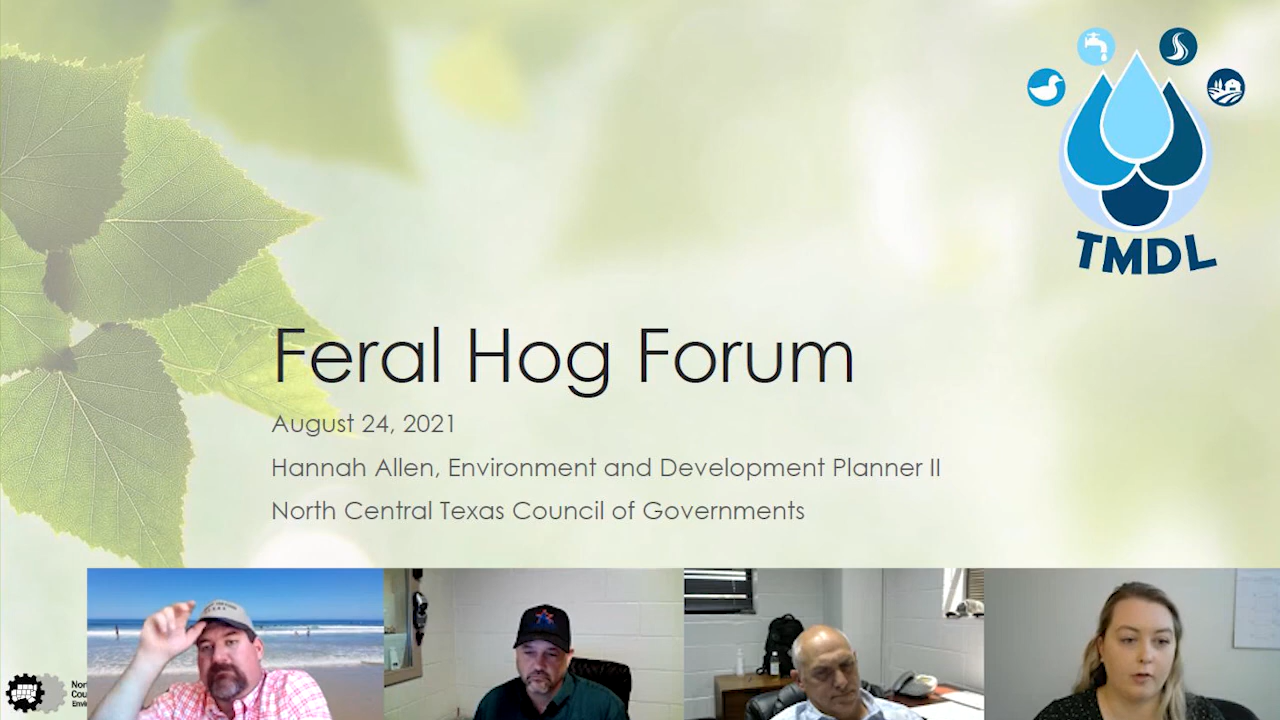 TMDL
Feral Hog Forum
August 24, 2021
Hannah Allen, Environment and Development Planner II
North Central Texas Council of Governments